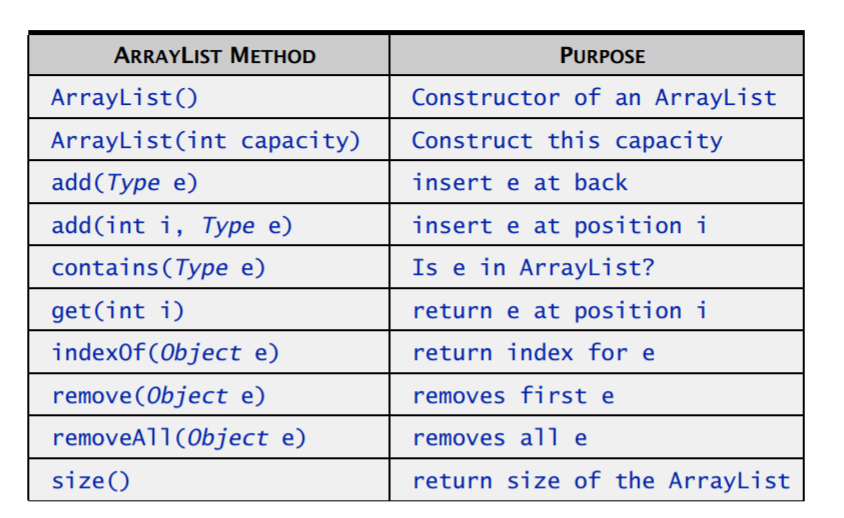 ArrayList Method Purpose
ArrayList() Constructor of an ArrayList
ArrayList(int capacity) Construct this capacity
add(Type e) insert e at back
add(int i, Type e) insert e at position i
contains(Type e) Is e in ArrayList?
get(int i) return e at position i
indexOf(Object e) return index for e
remove(Object e) removes first e
removeAll(Object e) removes all e
size() return size of the ArrayList